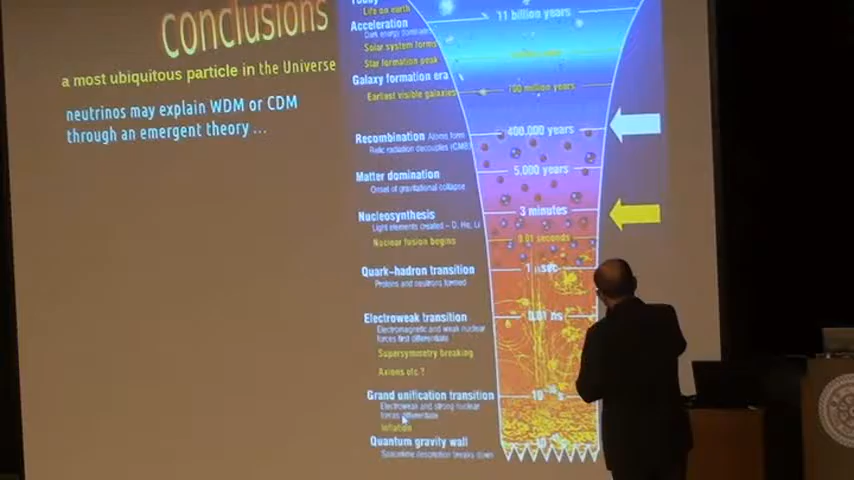 conclusions
a most ubiquitous particle in the Universe
neutrinos may explain WDM or CDM
through an emergent theory ...
Today
Life on earth
11 billion years
Acceleration
Dark energy dominates
Solar system forms
Star formation peak
Galaxy formation era
700 million years
Earliest visible galaxies
Recombination Atoms form
400,000 years
Relic radiation decouples (CMB)
Matter domination
5,000 years
Onset of gravitational collapse
Nucleosynthesis
3 minutes
Light elements created – D, He, Li
Nuclear fusion begins
0.01 seconds
Quark–hadron transition
Protons and neutrons formed
Electroweak transition
0.01 ns
Electromagnetic and weak nuclear
forces first differentiate
Supersymmetry breaking
Axions etc.?
Grand unification transition
Electroweak and strong nuclear
forces differentiate
Inflation
Quantum gravity wall
Spacetime description breaks down